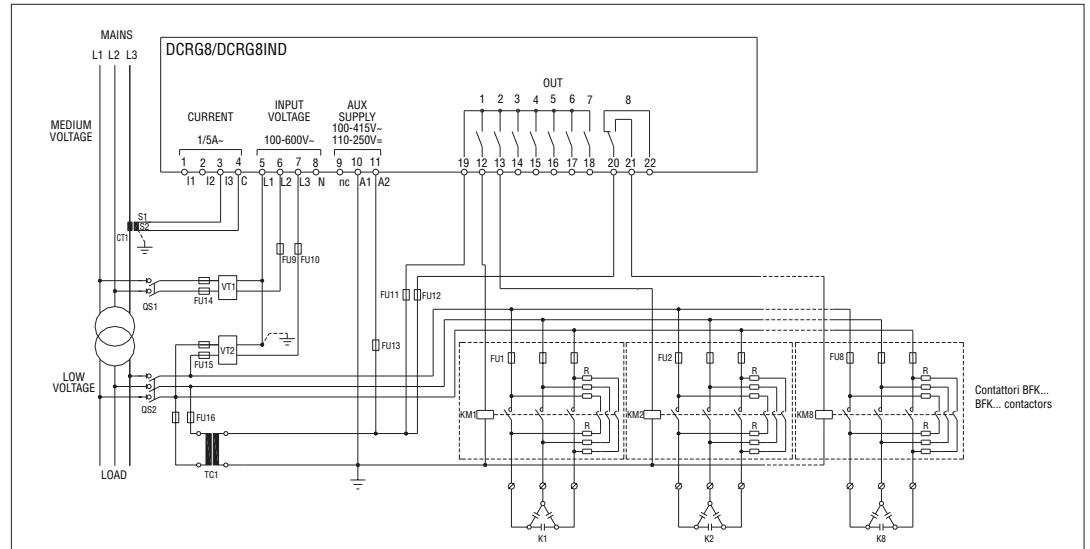 MAINS
L1 L2 L3
DCRG8/DCRG8IND
OUT
1 2 3 4 5 6 7 8
MEDIUM
VOLTAGE
CURRENT
1/5A~
INPUT
VOLTAGE
100-600V~
AUX
SUPPLY
100-415V~
110-250V=
1 2 3 4 5 6 7 8 9 10 11
I1 I2 I3 C L1 L2 L3 N nc A1 A2
19 12 13 14 15 16 17 18 20 21 22
S1
S2
CT1
FU9 FU10
VT1
FU14
QS1
FU11 FU12
FU13
VT2
FU15
LOW
VOLTAGE
QS2
FU16
TC1
LOAD
FU1 FU2 FU8
R R R
KM1 KM2 KM8
R R R
Contattori BFK...
BFK... contactors
K1 K2 K8